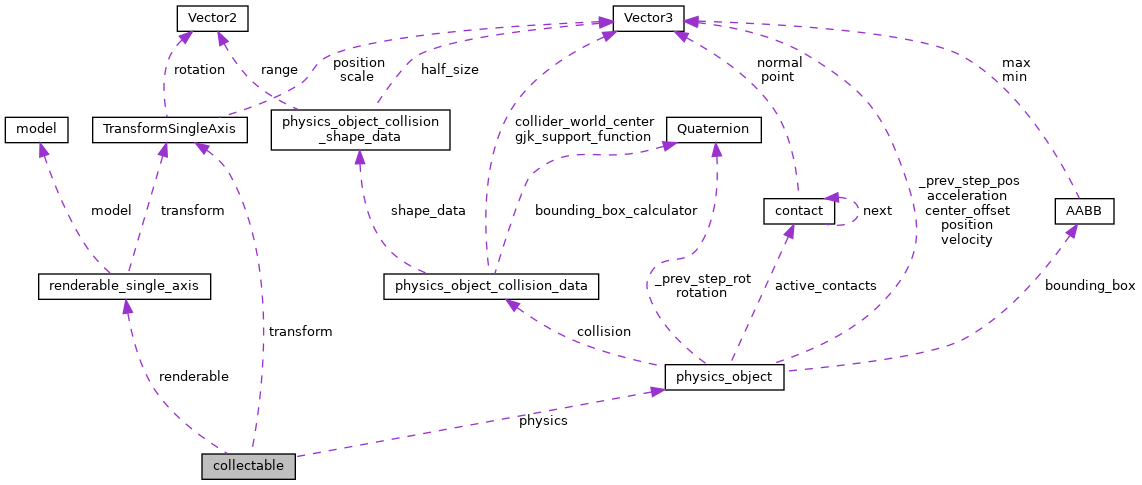 Vector2
Vector3
rotation
range
position
scale
half_size
normal
point
max
min
model
TransformSingleAxis
physics_object_collision
_shape_data
collider_world_center
gjk_support_function
Quaternion
_prev_step_pos
acceleration
center_offset
position
velocity
model
transform
shape_data
bounding_box_calculator
contact
next
AABB
renderable_single_axis
physics_object_collision_data
_prev_step_rot
rotation
active_contacts
bounding_box
transform
collision
renderable
physics_object
physics
collectable